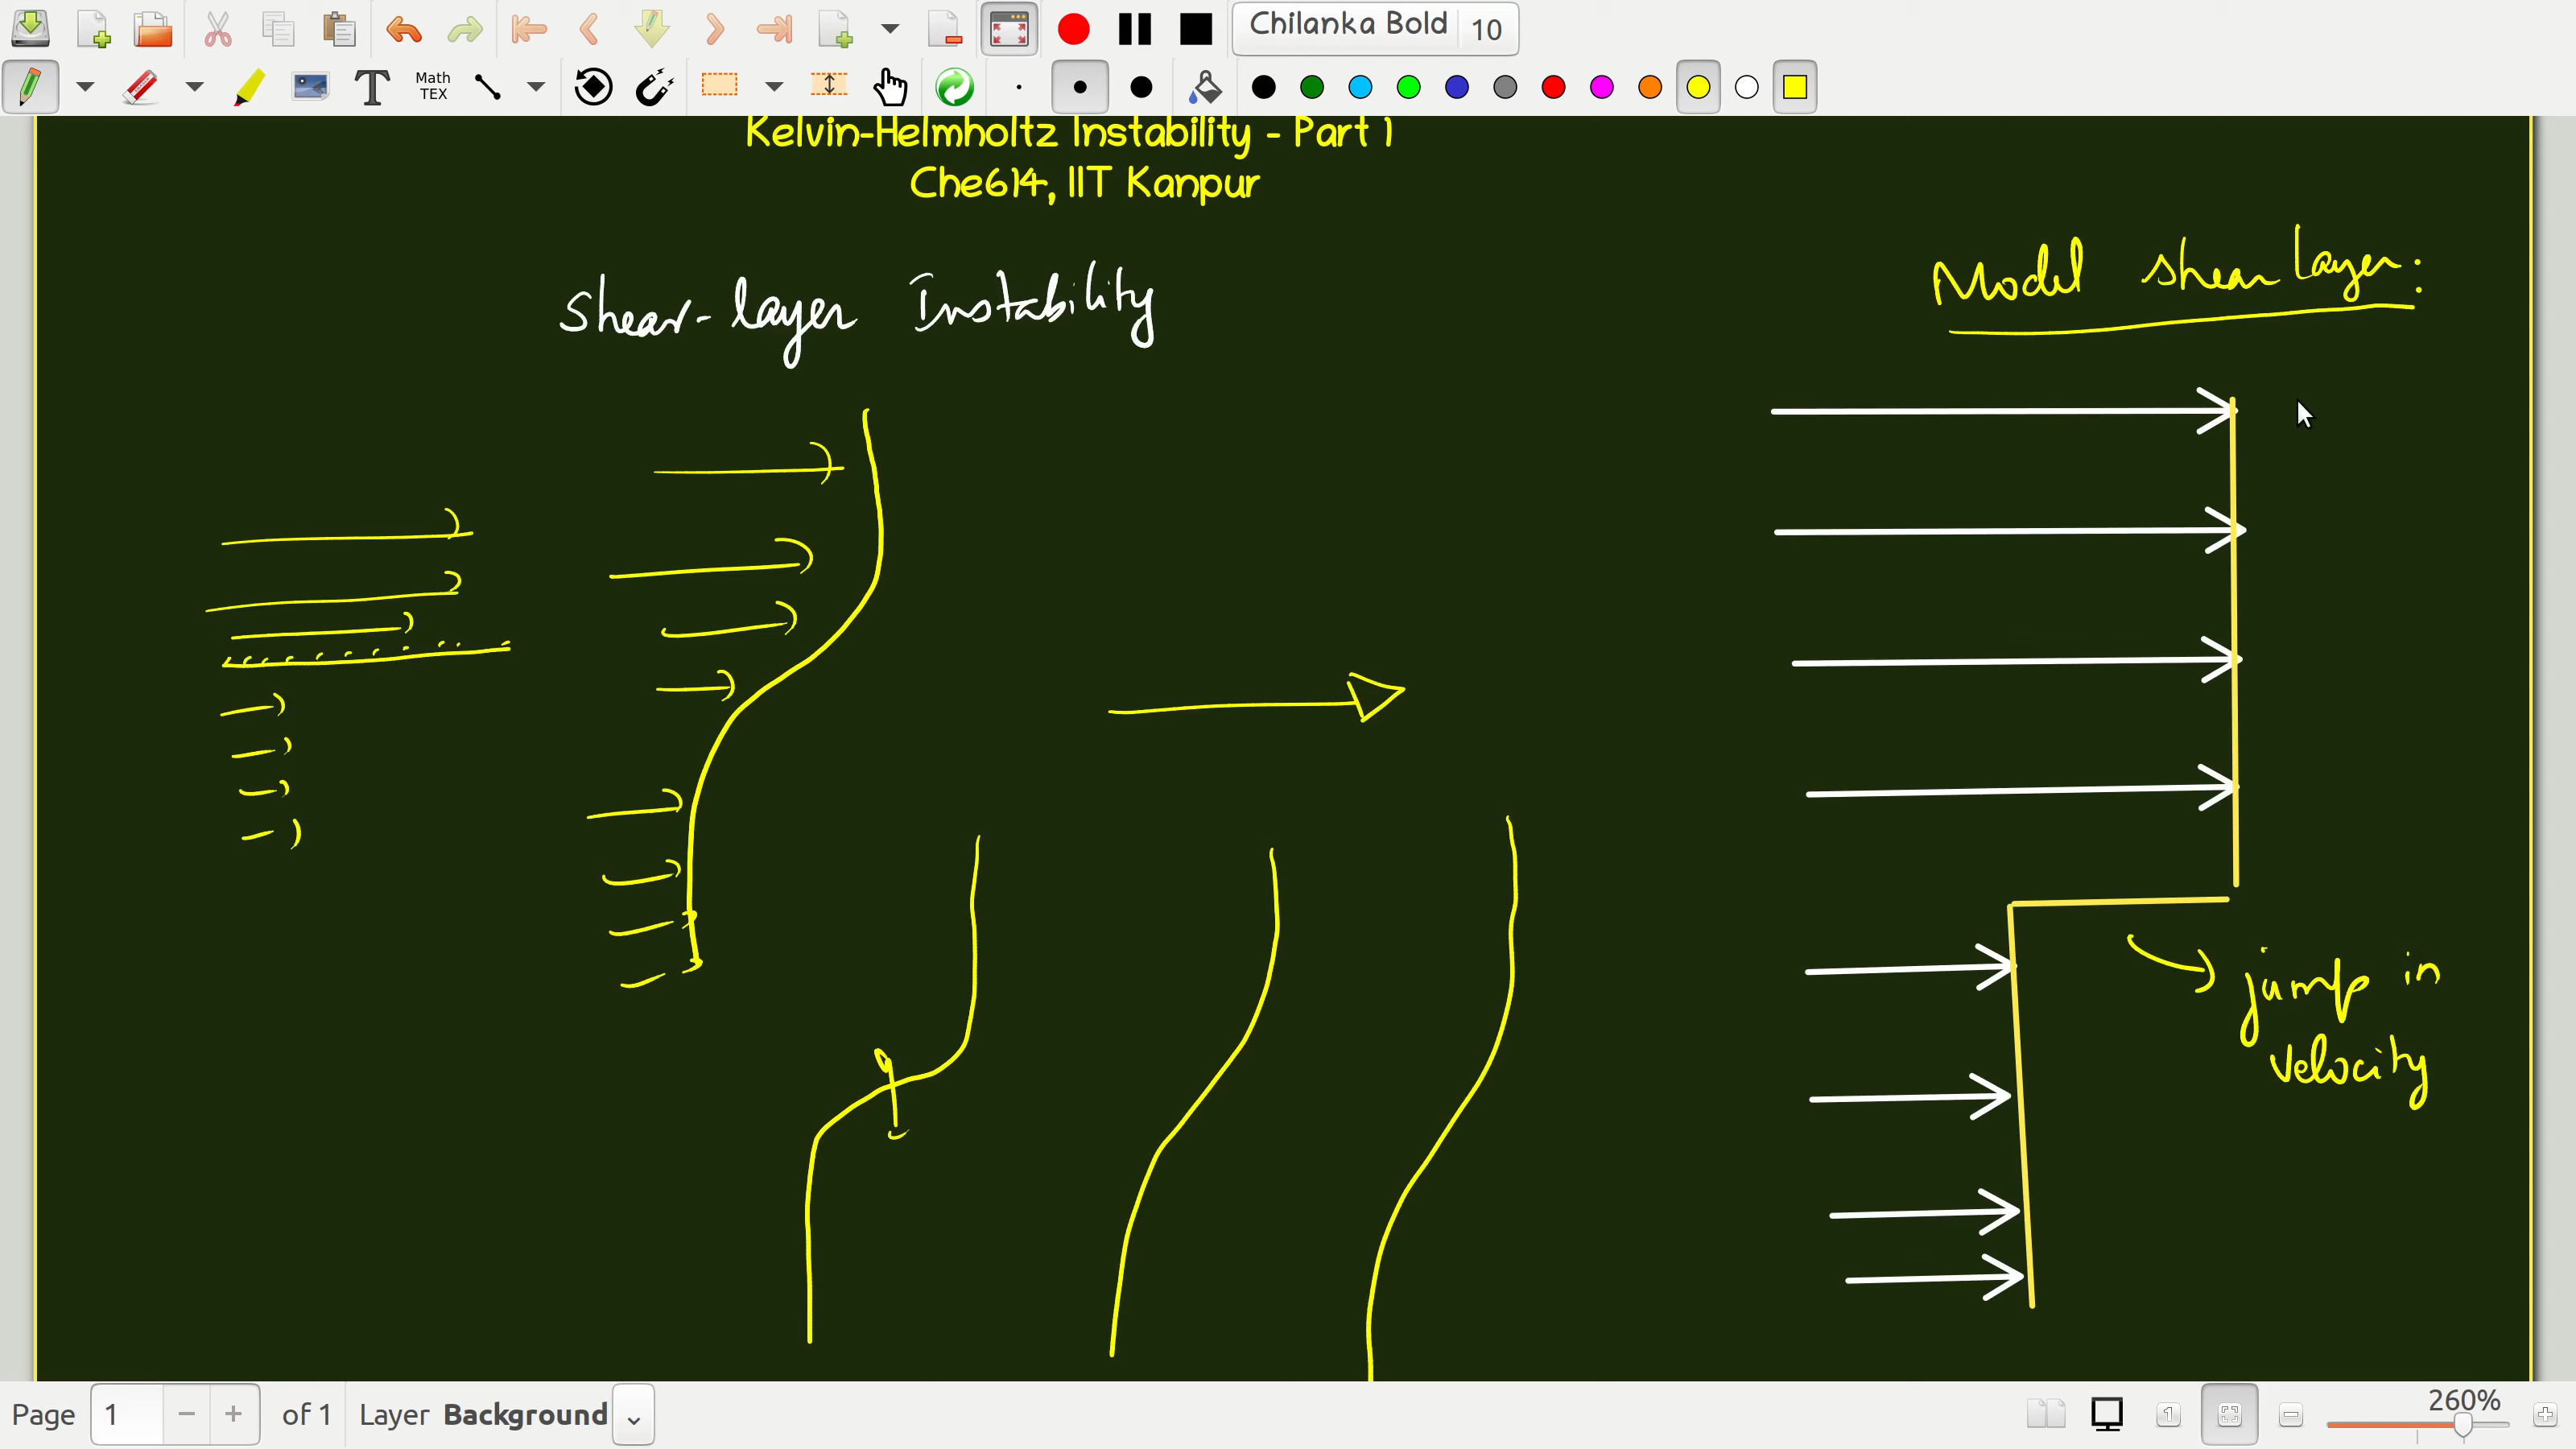 Chilanka Bold 10
Math
TEX
Kelvin-Helmholtz Instability - Part 1
Che614, IIT Kanpur
Shear-layer Instability
Model shear layer:
jump in
velocity
Page 1 of 1 Layer Background
1
260%